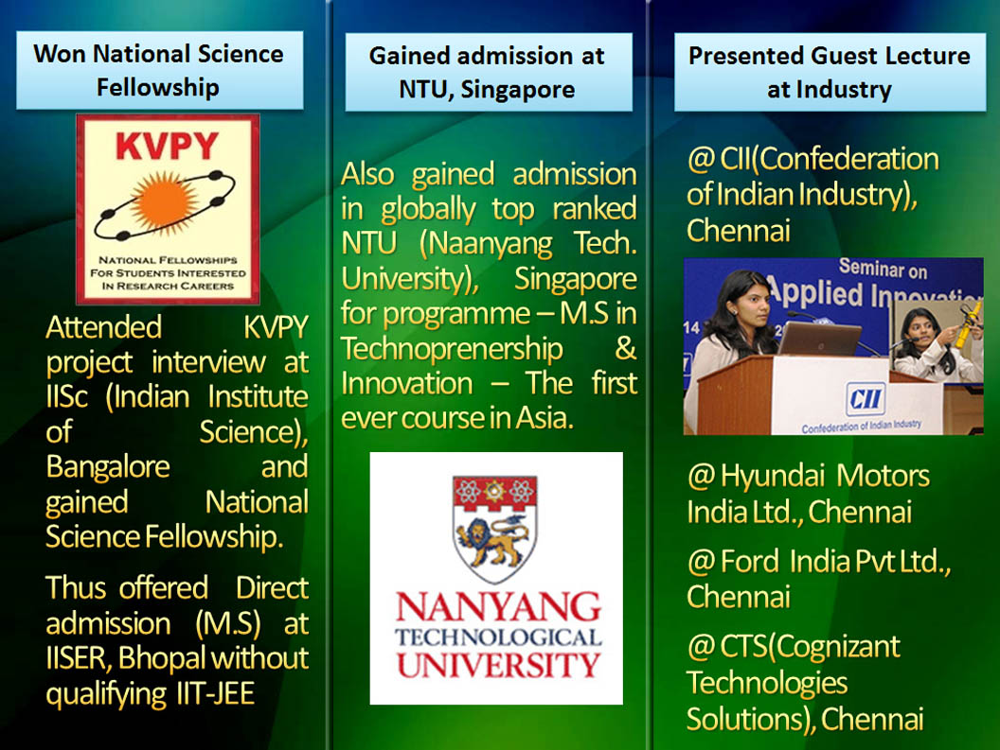 Won National Science
Fellowship
KVPY
NATIONAL FELLOWSHIPS
FOR STUDENTS INTERESTED
IN RESEARCH CAREERS
Attended KVPY
project interview at
IISc (Indian Institute
of Science),
Bangalore and
gained National
Science Fellowship.
Thus offered Direct
admission (M.S) at
IISER, Bhopal without
qualifying IIT-JEE
Gained admission at
NTU, Singapore
Also gained admission
in globally top ranked
NTU (Naanyang Tech.
University), Singapore
for programme – M.S in
Technoprenership &
Innovation – The first
ever course in Asia.
NANYANG
TECHNOLOGICAL
UNIVERSITY
Presented Guest Lecture
at Industry
@ CII(Confederation
of Indian Industry),
Chennai
Seminar on
Applied Innovation
14
CII
Confederation of Indian Industry
@ Hyundai Motors
India Ltd., Chennai
@ Ford India Pvt Ltd.,
Chennai
@ CTS(Cognizant
Technologies
Solutions), Chennai